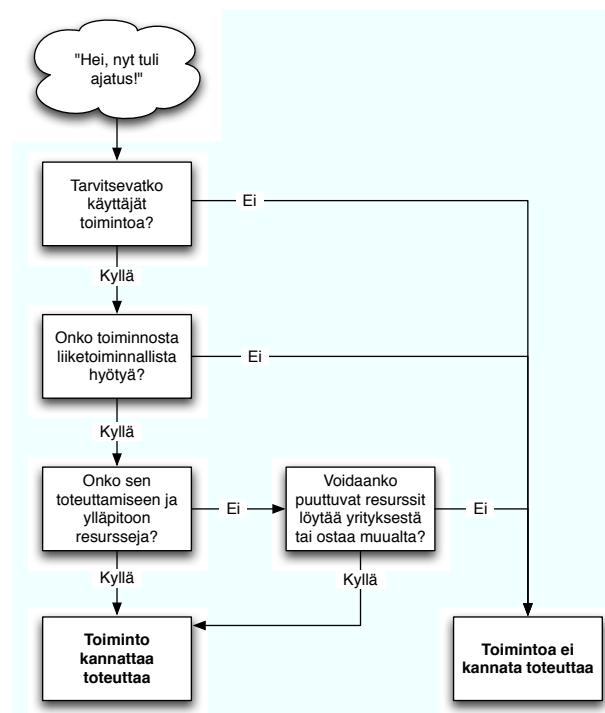 "Hei, nyt tuli
ajatus!"
Tarvitsevatko
käyttäjät
toimintoa?
Ei
Kyllä
Onko toiminnosta
liiketoiminnallista
hyötyä?
Ei
Kyllä
Onko sen
toteuttamiseen ja
ylläpitoon
resursseja?
Ei
Voidaanko
puuttuvat resurssit
löytää yrityksestä
tai ostaa muualta?
Ei
Kyllä
Kyllä
Toiminto
kannattaa
toteuttaa
Toimintoa ei
kannata toteuttaa